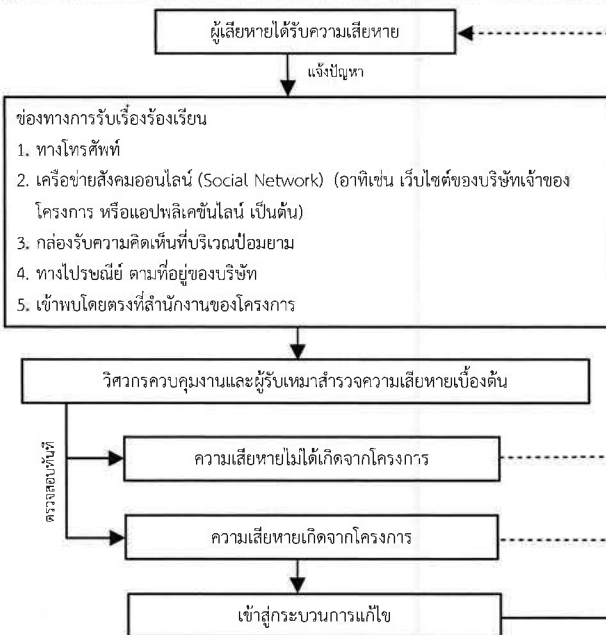 ผู้เสียหายได้รับความเสียหาย
แจ้งปัญหา
ช่องทางการรับเรื่องร้องเรียน
1. ทางโทรศัพท์
2. เครือข่ายสังคมออนไลน์ (Social Network) (อาทิเช่น เว็บไซต์ของบริษัทเจ้าของ
โครงการ หรือแอปพลิเคชันไลน์ เป็นต้น)
3. กล่องรับความคิดเห็นที่บริเวณป้อมยาม
4. ทางไปรษณีย์ ตามที่อยู่ของบริษัท
5. เข้าพบโดยตรงที่สำนักงานของโครงการ
วิศวกรควบคุมงานและผู้รับเหมาสำรวจความเสียหายเบื้องต้น
ตรวจสอบทันที
ความเสียหายไม่ได้เกิดจากโครงการ
ความเสียหายเกิดจากโครงการ
เข้าสู่กระบวนการแก้ไข